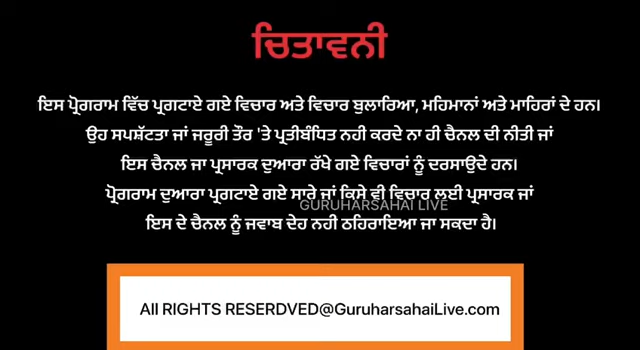 ਚਿਤਾਵਨੀ
ਇਸ ਪ੍ਰੋਗਰਾਮ ਵਿੱਚ ਪ੍ਰਗਟਾਏ ਗਏ ਵਿਚਾਰ ਅਤੇ ਵਿਚਾਰ ਬੁਲਾਰਿਆ, ਮਹਿਮਾਨਾਂ ਅਤੇ ਮਾਹਿਰਾਂ ਦੇ ਹਨ।
ਉਹ ਸਪਸ਼ੱਟਤਾ ਜਾਂ ਜਰੂਰੀ ਤੌਰ 'ਤੇ ਪ੍ਰਤੀਬੰਧਿਤ ਨਹੀ ਕਰਦੇ ਨਾ ਹੀ ਚੈਨਲ ਦੀ ਨੀਤੀ ਜਾਂ
ਇਸ ਚੈਨਲ ਜਾ ਪ੍ਰਸਾਰਕ ਦੁਆਰਾ ਰੱਖੇ ਗਏ ਵਿਚਾਰਾਂ ਨੂੰ ਦਰਸਾਉਦੇ ਹਨ।
ਪ੍ਰੋਗਰਾਮ ਦੁਆਰਾ ਪ੍ਰਗਟਾਏ ਗਏ ਸਾਰੇ ਜਾਂ ਕਿਸੇ ਵੀ ਵਿਚਾਰ ਲਈ ਪ੍ਰਸਾਰਕ ਜਾਂ
GURUHARSAHAI LIVE
ਇਸ ਦੇ ਚੈਨਲ ਨੂੰ ਜਵਾਬ ਦੇਹ ਨਹੀ ਠਹਿਰਾਇਆ ਜਾ ਸਕਦਾ ਹੈ।
All RIGHTS RESERDVED@GuruharsahaiLive.com